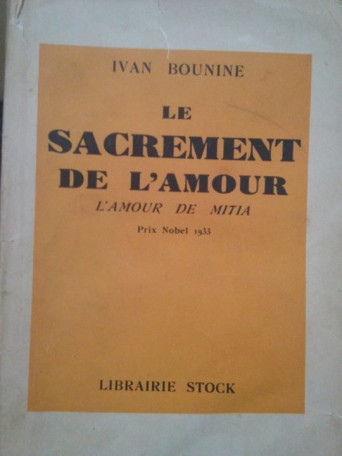 IVAN BOUNINE
LE
SACREMENT
DE L'AMOUR
L'AMOUR DE MITIA
Prix Nobel 1933
LIBRAIRIE STOCK